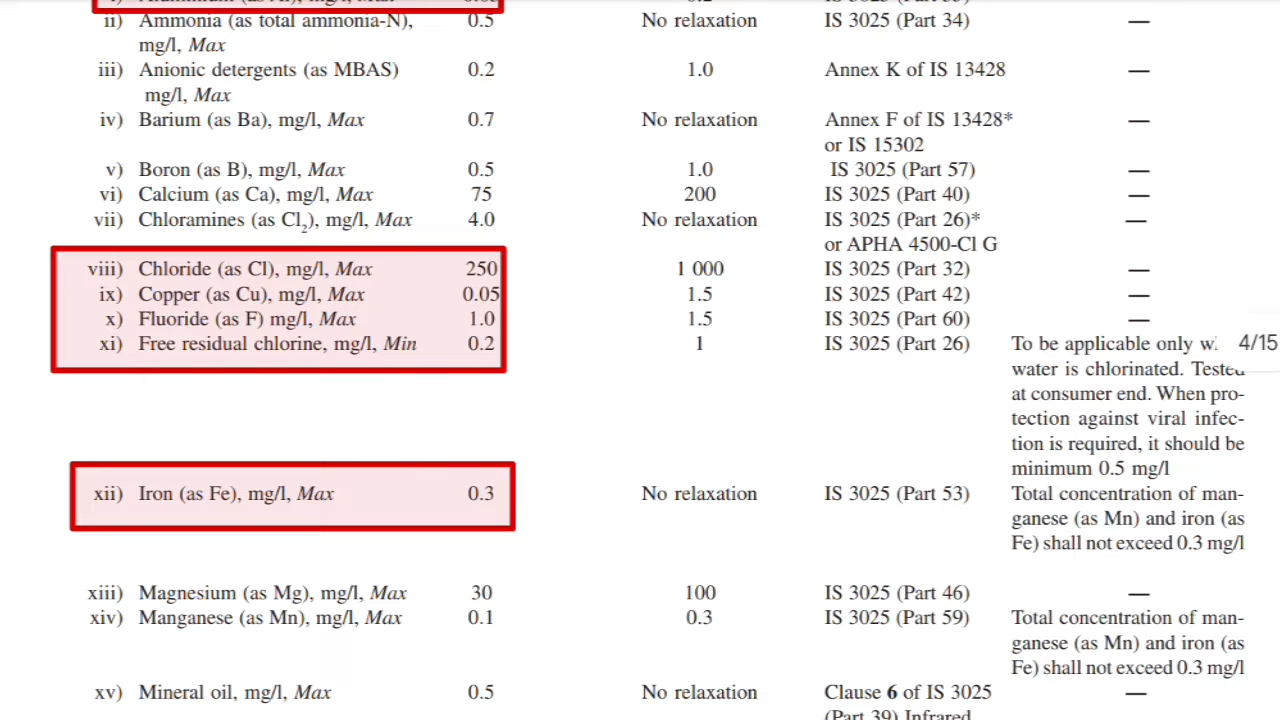 ii) Ammonia (as total ammonia-N), 0.5 No relaxation IS 3025 (Part 34) —
mg/l, Max
iii) Anionic detergents (as MBAS) 0.2 1.0 Annex K of IS 13428 —
mg/l, Max
iv) Barium (as Ba), mg/l, Max 0.7 No relaxation Annex F of IS 13428* —
or IS 15302
v) Boron (as B), mg/l, Max 0.5 1.0 IS 3025 (Part 57) —
vi) Calcium (as Ca), mg/l, Max 75 200 IS 3025 (Part 40) —
vii) Chloramines (as Cl2), mg/l, Max 4.0 No relaxation IS 3025 (Part 26)* —
or APHA 4500-Cl G
viii) Chloride (as Cl), mg/l, Max 250 1 000 IS 3025 (Part 32) —
ix) Copper (as Cu), mg/l, Max 0.05 1.5 IS 3025 (Part 42) —
x) Fluoride (as F) mg/l, Max 1.0 1.5 IS 3025 (Part 60) —
xi) Free residual chlorine, mg/l, Min 0.2 1 IS 3025 (Part 26) To be applicable only 4/15
water is chlorinated. Tested
at consumer end. When pro-
tection against viral infec-
tion is required, it should be
minimum 0.5 mg/l
xii) Iron (as Fe), mg/l, Max 0.3 No relaxation IS 3025 (Part 53) Total concentration of man-
ganese (as Mn) and iron (as
Fe) shall not exceed 0.3 mg/l
xiii) Magnesium (as Mg), mg/l, Max 30 100 IS 3025 (Part 46) —
xiv) Manganese (as Mn), mg/l, Max 0.1 0.3 IS 3025 (Part 59) Total concentration of man-
ganese (as Mn) and iron (as
Fe) shall not exceed 0.3 mg/l
xv) Mineral oil, mg/l, Max 0.5 No relaxation Clause 6 of IS 3025 —
(Part 39) Infrared